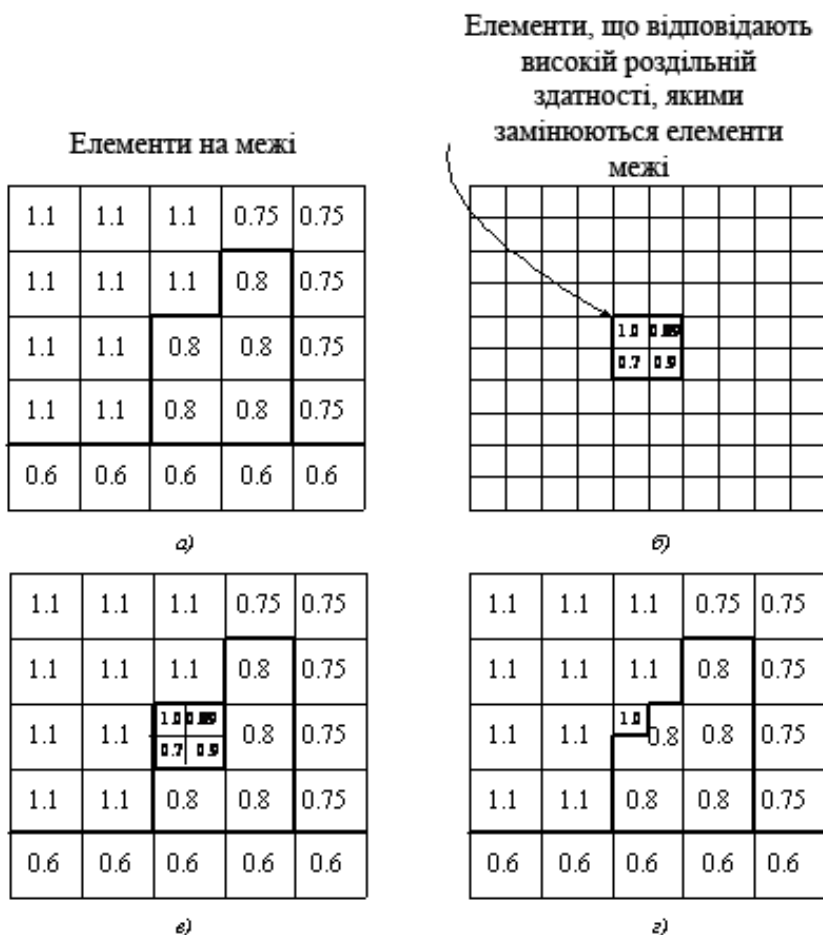 Елементи, що відповідають
високій роздільній
здатності, якими
замінюються елементи
межі
Елементи на межі
1.1 1.1 1.1 0.75 0.75
1.1 1.1 1.1 0.8 0.75
1.1 1.1 0.8 0.8 0.75
1.1 1.1 0.8 0.8 0.75
0.6 0.6 0.6 0.6 0.6
а)
1.0
0.7 0.9
б)
1.1 1.1 1.1 0.75 0.75
1.1 1.1 1.1 0.8 0.75
1.0
1.1 1.1 0.8 0.75
0.7 0.9
1.1 1.1 0.8 0.8 0.75
0.6 0.6 0.6 0.6 0.6
в)
1.1 1.1 1.1 0.75 0.75
1.1 1.1 1.1 0.8 0.75
1.0
1.1 1.1 0.8 0.8 0.75
1.1 1.1 0.8 0.8 0.75
0.6 0.6 0.6 0.6 0.6
г)